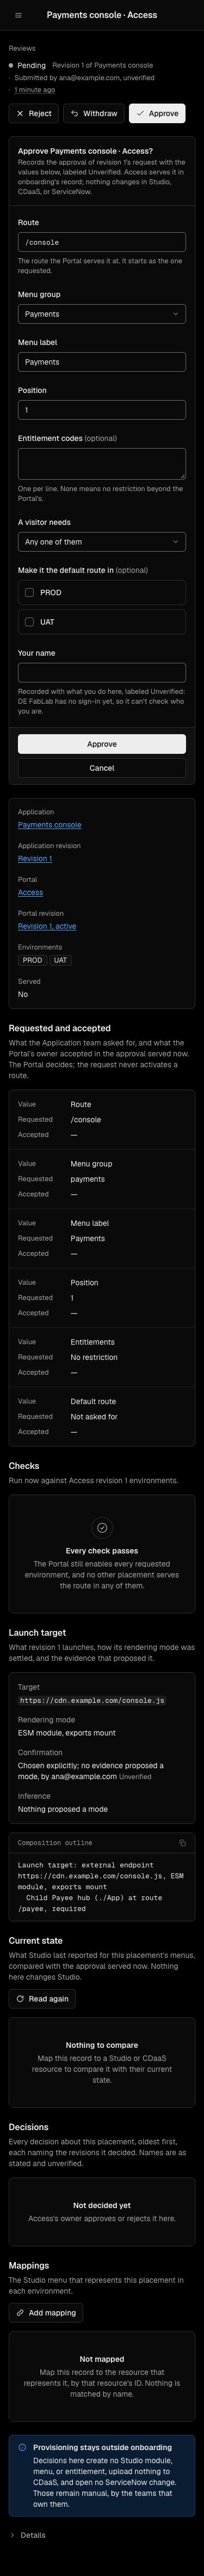 Payments console · Access
Reviews
Pending Revision 1 of Payments console
· Submitted by ana@example.com, unverified
· 1 minute ago
Reject
Withdraw
Approve
Approve Payments console · Access?
Records the approval of revision 1's request with the
values below, labeled Unverified. Access serves it in
onboarding's record; nothing changes in Studio,
CDaaS, or ServiceNow.
Route
/console
The route the Portal serves it at. It starts as the one
requested.
Menu group
Payments
Menu label
Payments
Position
1
Entitlement codes (optional)
One per line. None means no restriction beyond the
Portal's.
A visitor needs
Any one of them
Make it the default route in (optional)
PROD
UAT
Your name
Recorded with what you do here, labeled Unverified:
DE FabLab has no sign-in yet, so it can't check who
you are.
Approve
Cancel
Application
Payments console
Application revision
Revision 1
Portal
Access
Portal revision
Revision 1, active
Environments
PROD UAT
Served
No
Requested and accepted
What the Application team asked for, and what the
Portal's owner accepted in the approval served now.
The Portal decides; the request never activates a
route.
Value Route
Requested /console
Accepted —
Value Menu group
Requested payments
Accepted —
Value Menu label
Requested Payments
Accepted —
Value Position
Requested 1
Accepted —
Value Entitlements
Requested No restriction
Accepted —
Value Default route
Requested Not asked for
Accepted —
Checks
Run now against Access revision 1 environments.
Every check passes
The Portal still enables every requested
environment, and no other placement serves
the route in any of them.
Launch target
What revision 1 launches, how its rendering mode was
settled, and the evidence that proposed it.
Target
https://cdn.example.com/console.js
Rendering mode
ESM module, exports mount
Confirmation
Chosen explicitly; no evidence proposed a
mode, by ana@example.com Unverified
Inference
Nothing proposed a mode
Composition outline
Launch target: external endpoint
https://cdn.example.com/console.js, ESM
module, exports mount
Child Payee hub (./App) at route
/payee, required
Current state
What Studio last reported for this placement's menus,
compared with the approval served now. Nothing
here changes Studio.
Read again
Nothing to compare
Map this record to a Studio or CDaaS
resource to compare it with their current
state.
Decisions
Every decision about this placement, oldest first,
each naming the revisions it decided. Names are as
stated and unverified.
Not decided yet
Access's owner approves or rejects it here.
Mappings
The Studio menu that represents this placement in
each environment.
Add mapping
Not mapped
Map this record to the resource that
represents it, by that resource's ID. Nothing is
matched by name.
Provisioning stays outside onboarding
Decisions here create no Studio module,
menu, or entitlement, upload nothing to
CDaaS, and open no ServiceNow change.
Those remain manual, by the teams that
own them.
Details